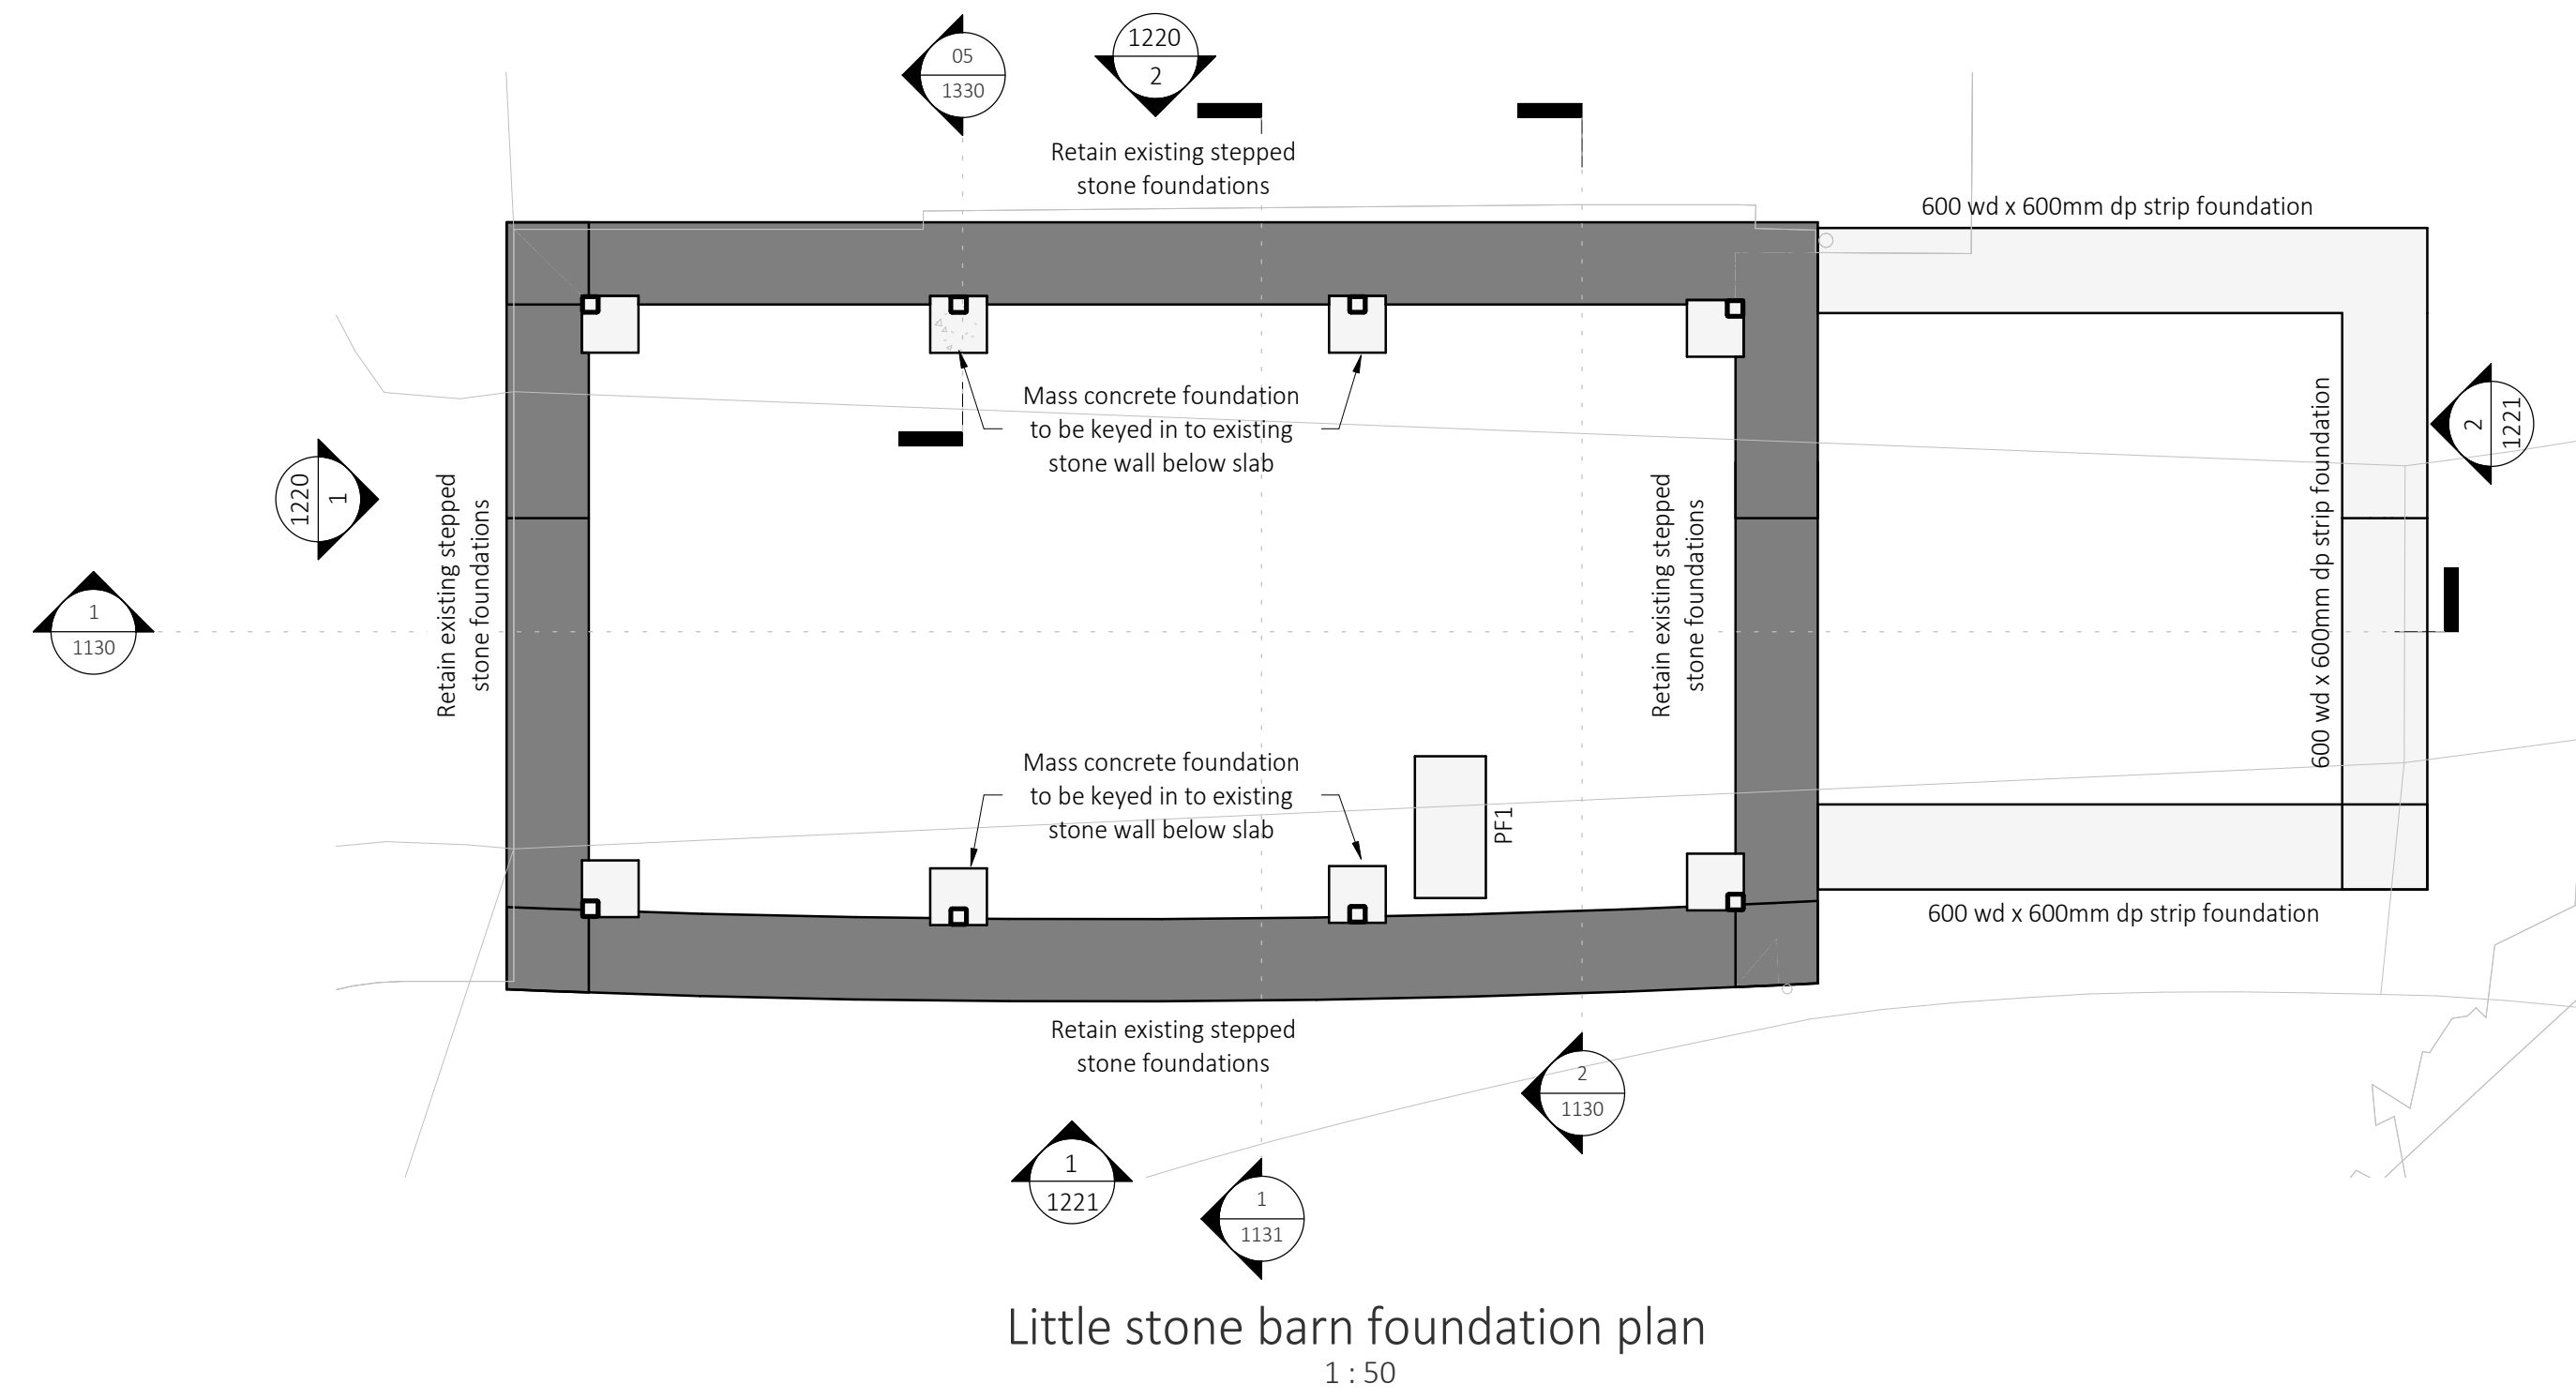 05
1330
1220
2
Retain existing stepped
stone foundations
600 wd x 600mm dp strip foundation
Mass concrete foundation
to be keyed in to existing
stone wall below slab
1220
1
1
1130
Retain existing stepped
stone foundations
Retain existing stepped
stone foundations
600 wd x 600mm dp strip foundation
2
1221
Mass concrete foundation
to be keyed in to existing
stone wall below slab
PF1
600 wd x 600mm dp strip foundation
Retain existing stepped
stone foundations
2
1130
1
1221
1
1131
Little stone barn foundation plan
1 : 50